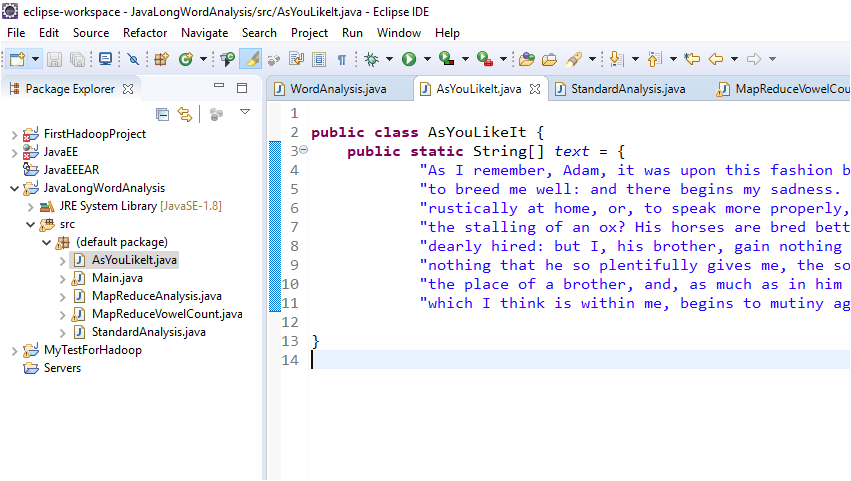 eclipse-workspace - JavaLongWordAnalysis/src/AsYouLikeIt.java - Eclipse IDE
File Edit Source Refactor Navigate Search Project Run Window Help
Package Explorer
WordAnalysis.java AsYouLikeIt.java StandardAnalysis.java MapReduceVowelCou
FirstHadoopProject
JavaEE
JavaEEEAR
JavaLongWordAnalysis
JRE System Library [JavaSE-1.8]
src
(default package)
AsYouLikeIt.java
Main.java
MapReduceAnalysis.java
MapReduceVowelCount.java
StandardAnalysis.java
MyTestForHadoop
Servers
1
2 public class AsYouLikeIt {
3 public static String[] text = {
4 "As I remember, Adam, it was upon this fashion b
5 "to breed me well: and there begins my sadness.
6 "rustically at home, or, to speak more properly,
7 "the stalling of an ox? His horses are bred bett
8 "dearly hired: but I, his brother, gain nothing
9 "nothing that he so plentifully gives me, the so
10 "the place of a brother, and, as much as in him
11 "which I think is within me, begins to mutiny ag
12
13 }
14